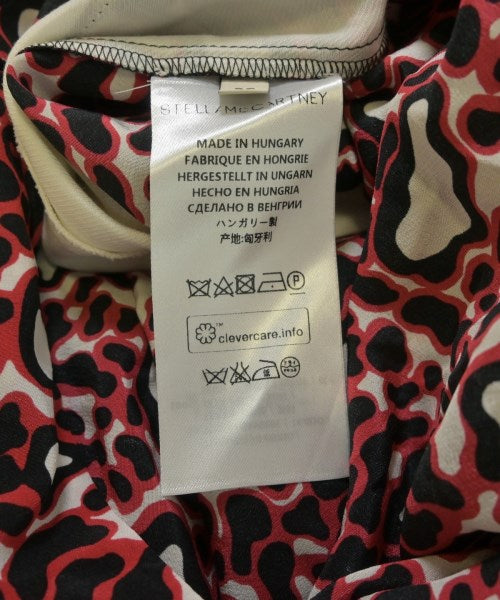 STELLA McCARTNEY
MADE IN HUNGARY
FABRIQUE EN HONGRIE
HERGESTELLT IN UNGARN
HECHO EN HUNGRIA
СДЕЛАНО В ВЕНГРИИ
ハンガリー製
产地:匈牙利
P
™
clevercare.info